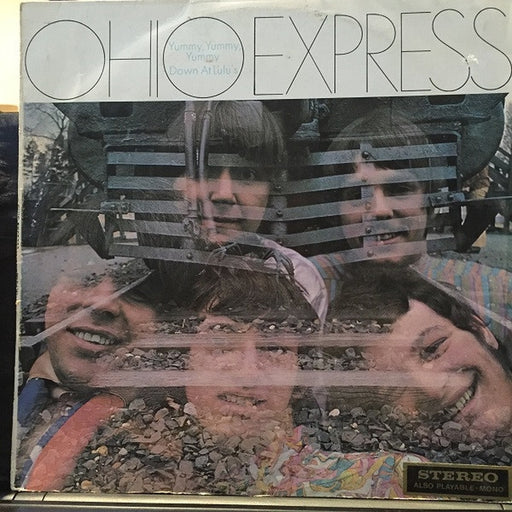 OHIO EXPRESS
Yummy, Yummy,
Yummy
Down At Lulu's
STEREO
ALSO PLAYABLE - MONO